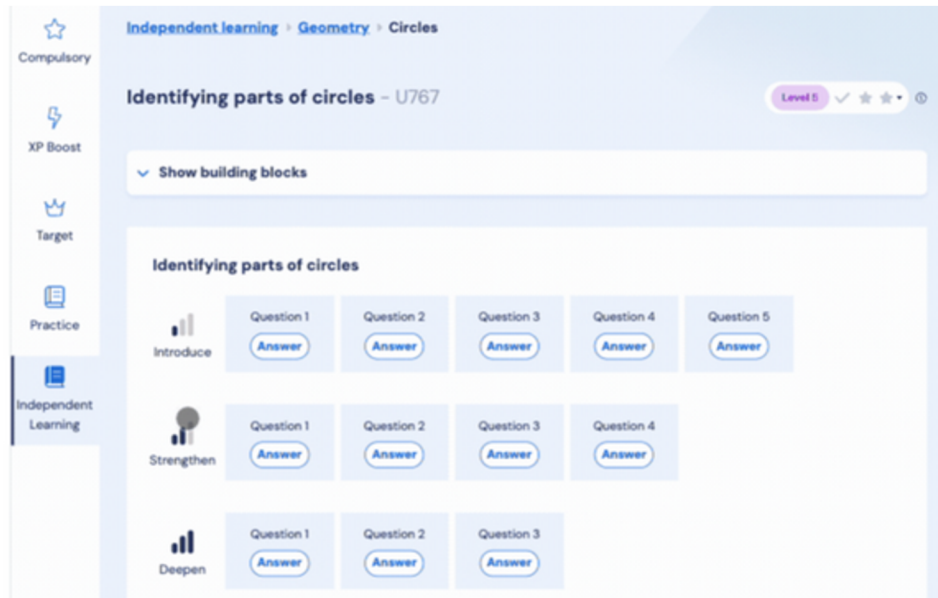 Compulsory
XP Boost
Target
Practice
Independent
Learning
Independent learning › Geometry › Circles
Identifying parts of circles – U767
Level 5
Show building blocks
Identifying parts of circles
Introduce
Question 1 Question 2 Question 3 Question 4 Question 5
Answer Answer Answer Answer Answer
Strengthen
Question 1 Question 2 Question 3 Question 4
Answer Answer Answer Answer
Deepen
Question 1 Question 2 Question 3
Answer Answer Answer